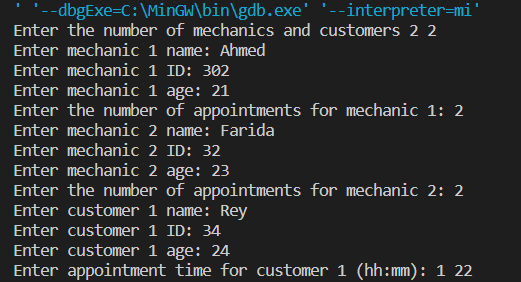 ' '--dbgExe=C:\MinGW\bin\gdb.exe' '--interpreter=mi'
Enter the number of mechanics and customers 2 2
Enter mechanic 1 name: Ahmed
Enter mechanic 1 ID: 302
Enter mechanic 1 age: 21
Enter the number of appointments for mechanic 1: 2
Enter mechanic 2 name: Farida
Enter mechanic 2 ID: 32
Enter mechanic 2 age: 23
Enter the number of appointments for mechanic 2: 2
Enter customer 1 name: Rey
Enter customer 1 ID: 34
Enter customer 1 age: 24
Enter appointment time for customer 1 (hh:mm): 1 22